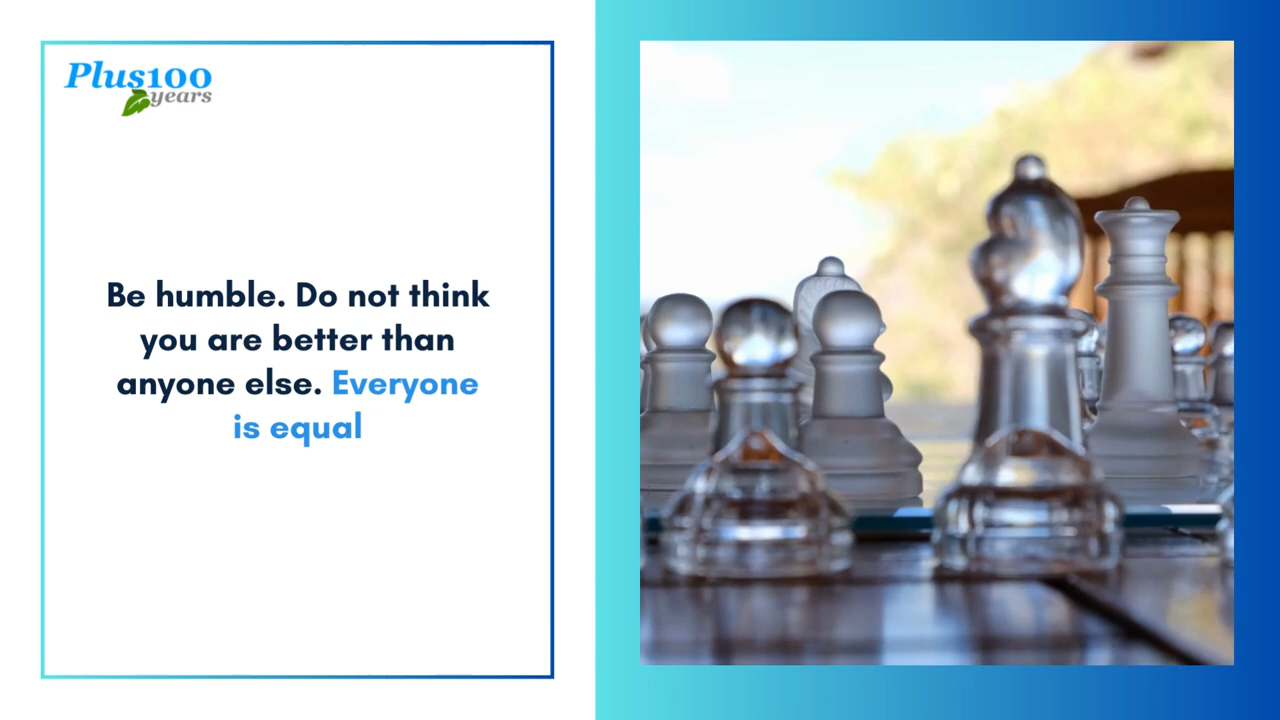 Plus100
years
Be humble. Do not think
you are better than
anyone else. Everyone
is equal